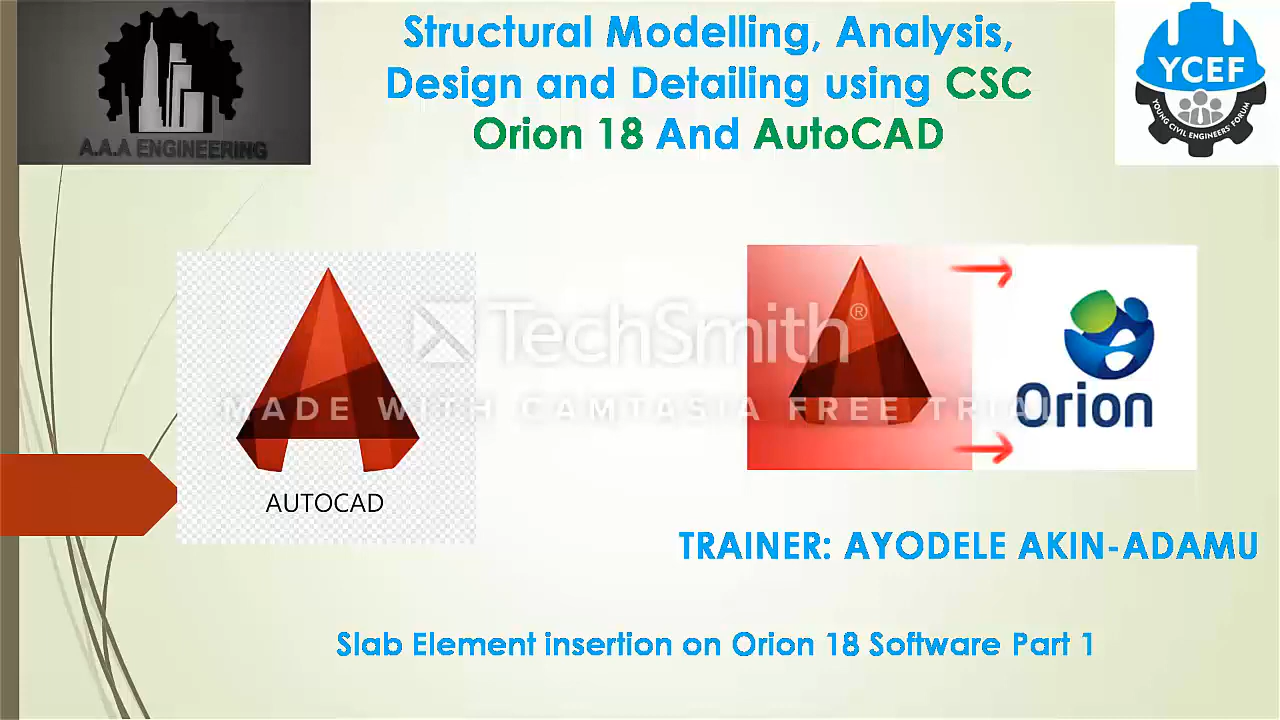 A.A.A ENGINEERING
Structural Modelling, Analysis,
Design and Detailing using CSC
Orion 18 And AutoCAD
YCEF
YOUNG CIVIL ENGINEERS FORUM
TechSmith®
MADE WITH CAMTASIA FREE TRIAL
Orion
AUTOCAD
TRAINER: AYODELE AKIN-ADAMU
Slab Element insertion on Orion 18 Software Part 1